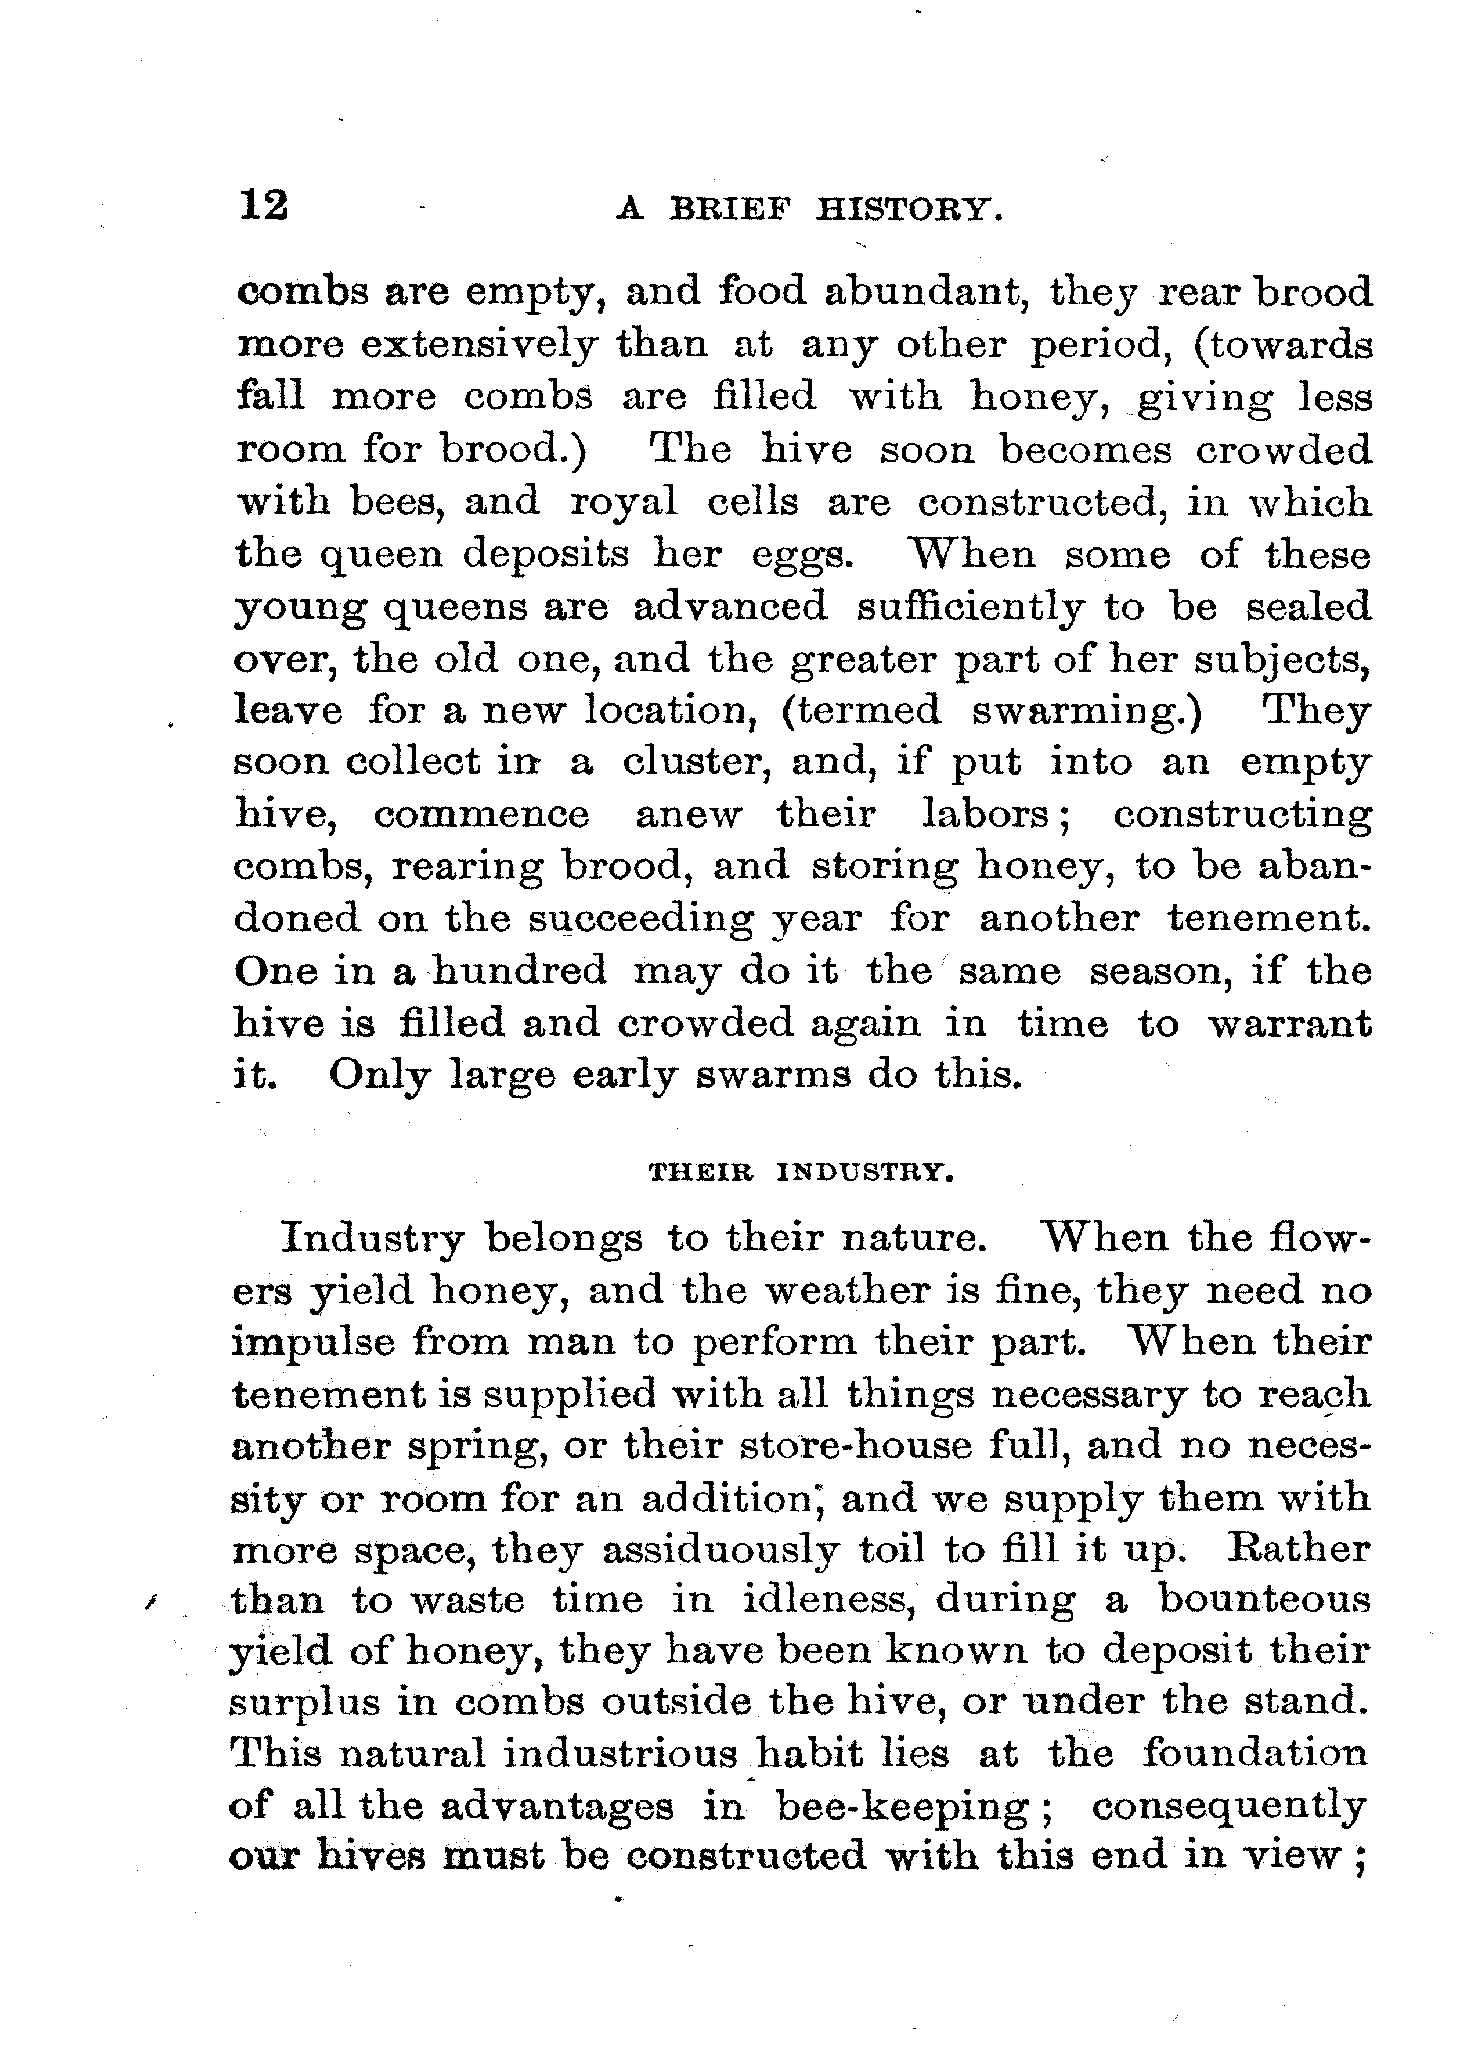 12 A BRIEF HISTORY.
combs are empty, and food abundant, they rear brood
more extensively than at any other period, (towards
fall more combs are filled with honey, giving less
room for brood.) The hive soon becomes crowded
with bees, and royal cells are constructed, in which
the queen deposits her eggs. When some of these
young queens are advanced sufficiently to be sealed
over, the old one, and the greater part of her subjects,
leave for a new location, (termed swarming.) They
soon collect in a cluster, and, if put into an empty
hive, commence anew their labors; constructing
combs, rearing brood, and storing honey, to be aban-
doned on the succeeding year for another tenement.
One in a hundred may do it the same season, if the
hive is filled and crowded again in time to warrant
it. Only large early swarms do this.
THEIR INDUSTRY.
Industry belongs to their nature. When the flow-
ers yield honey, and the weather is fine, they need no
impulse from man to perform their part. When their
tenement is supplied with all things necessary to reach
another spring, or their store-house full, and no neces-
sity or room for an addition; and we supply them with
more space, they assiduously toil to fill it up. Rather
than to waste time in idleness, during a bounteous
yield of honey, they have been known to deposit their
surplus in combs outside the hive, or under the stand.
This natural industrious habit lies at the foundation
of all the advantages in bee-keeping; consequently
our hives must be constructed with this end in view;